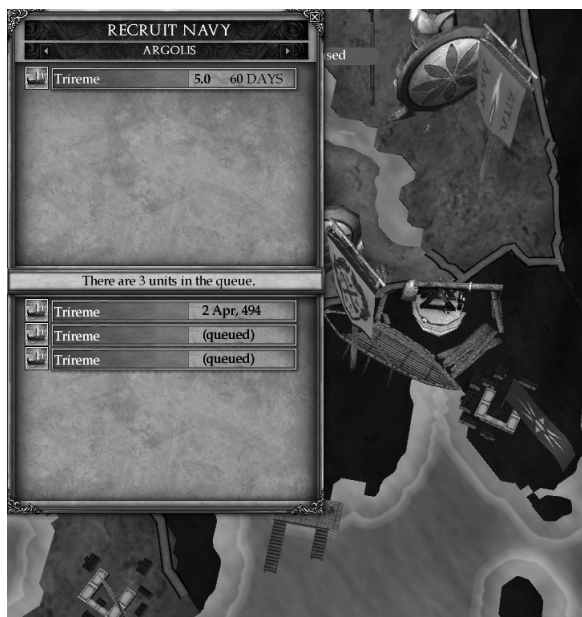 RECRUIT NAVY
ARGOLIS
Trireme 5.0 60 DAYS
There are 3 units in the queue.
Trireme 2 Apr, 494
Trireme (queued)
Trireme (queued)